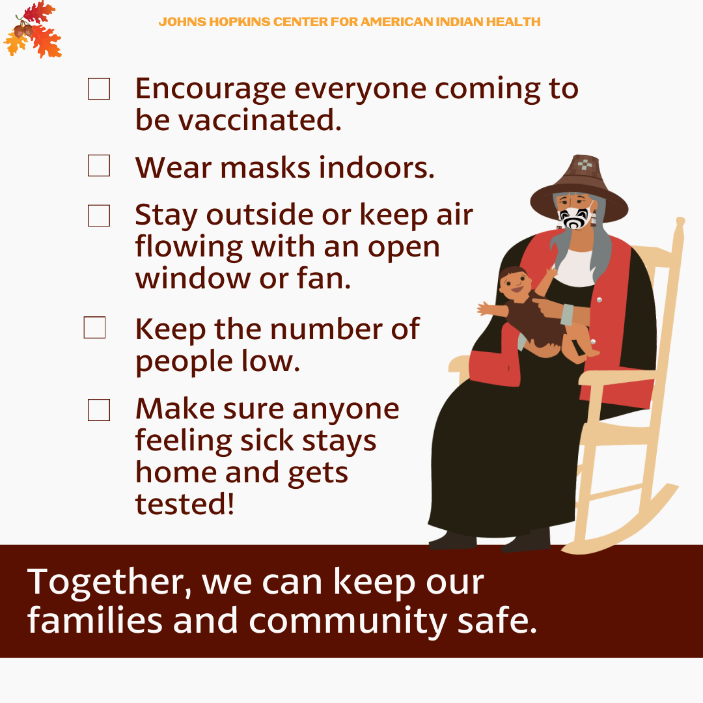 JOHNS HOPKINS CENTER FOR AMERICAN INDIAN HEALTH
Encourage everyone coming to
be vaccinated.
Wear masks indoors.
Stay outside or keep air
flowing with an open
window or fan.
Keep the number of
people low.
Make sure anyone
feeling sick stays
home and gets
tested!
Together, we can keep our
families and community safe.